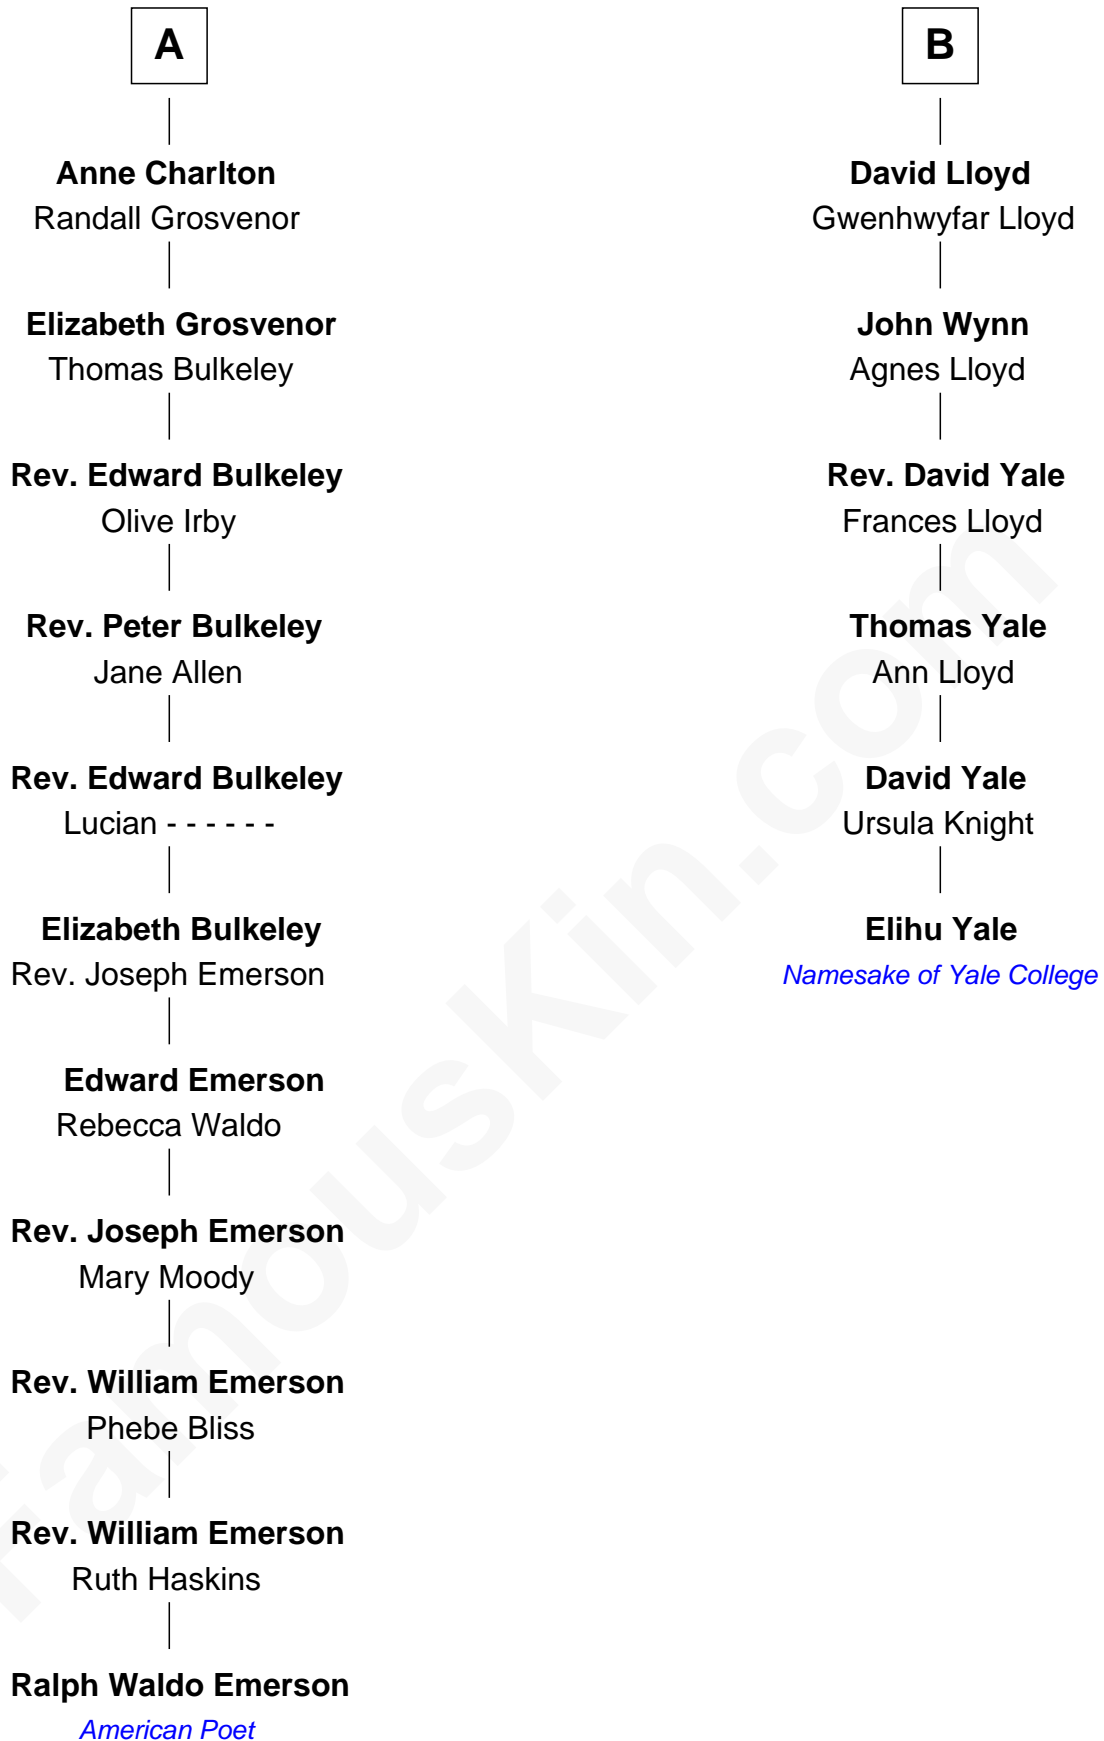 A
Anne Charlton
Randall Grosvenor
Elizabeth Grosvenor
Thomas Bulkeley
Rev. Edward Bulkeley
Olive Irby
Rev. Peter Bulkeley
Jane Allen
Rev. Edward Bulkeley
Lucian - - - - - -
Elizabeth Bulkeley
Rev. Joseph Emerson
Edward Emerson
Rebecca Waldo
Rev. Joseph Emerson
Mary Moody
Rev. William Emerson
Phebe Bliss
Rev. William Emerson
Ruth Haskins
Ralph Waldo Emerson
American Poet
B
David Lloyd
Gwenhwyfar Lloyd
John Wynn
Agnes Lloyd
Rev. David Yale
Frances Lloyd
Thomas Yale
Ann Lloyd
David Yale
Ursula Knight
Elihu Yale
Namesake of Yale College
FamousKin.com